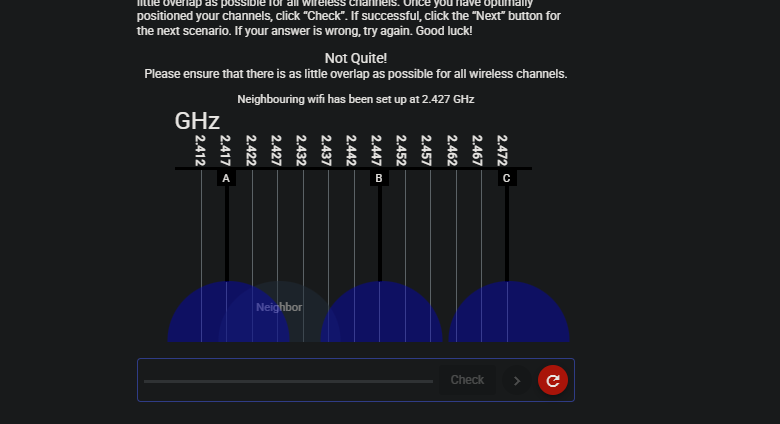 little overlap as possible for all wireless channels. Once you have optimally
positioned your channels, click “Check”. If successful, click the “Next” button for
the next scenario. If your answer is wrong, try again. Good luck!
Not Quite!
Please ensure that there is as little overlap as possible for all wireless channels.
Neighbouring wifi has been set up at 2.427 GHz
GHz
2.412
2.417
2.422
2.427
2.432
2.437
2.442
2.447
2.452
2.457
2.462
2.467
2.472
A
B
C
Neighbor
Check